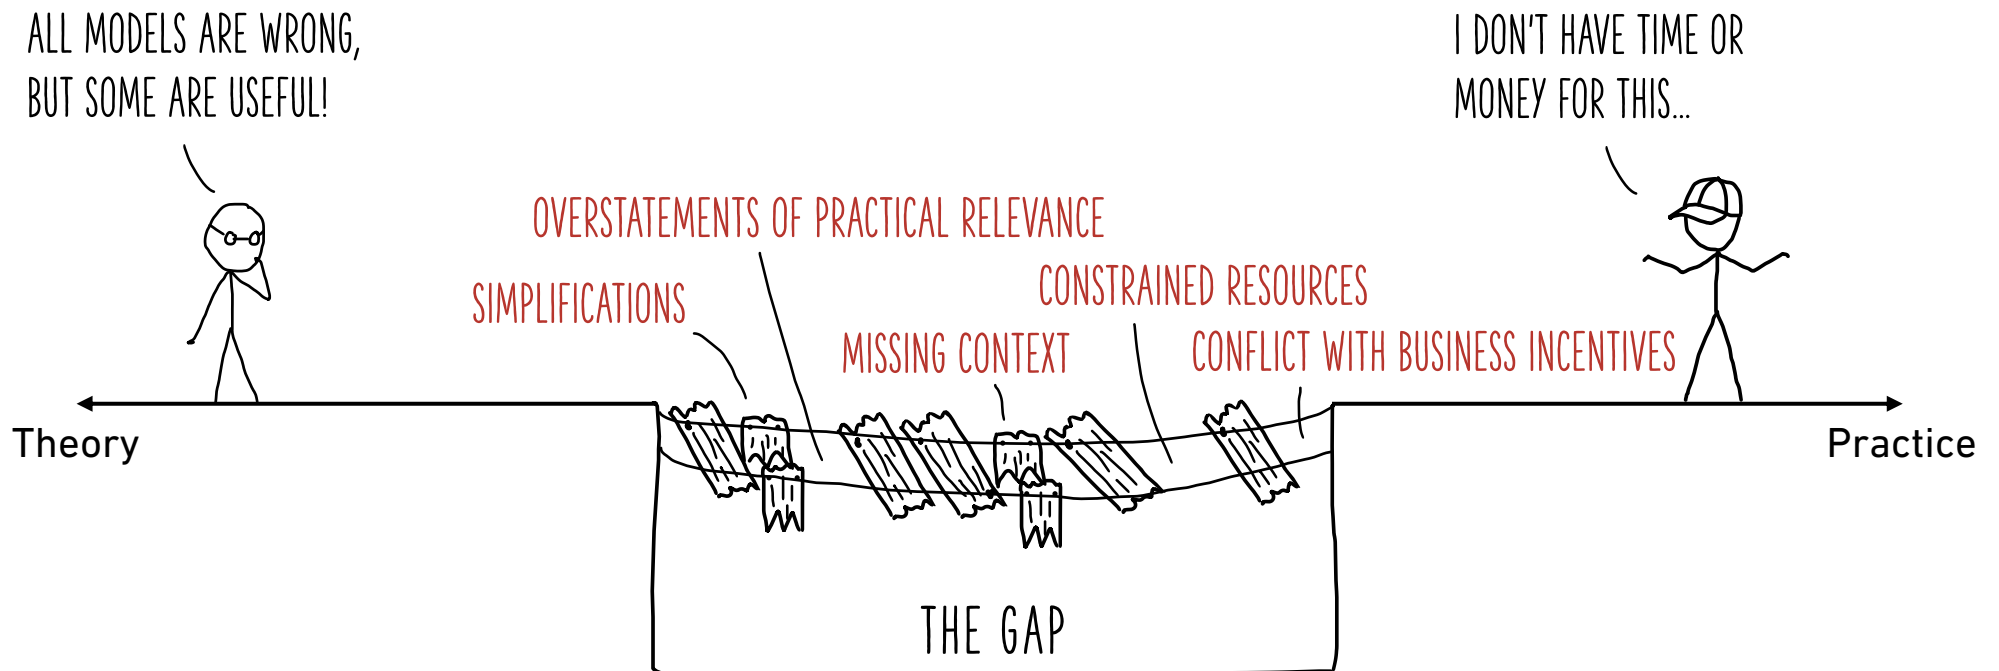 ALL MODELS ARE WRONG,
BUT SOME ARE USEFUL!
I DON'T HAVE TIME OR
MONEY FOR THIS...
OVERSTATEMENTS OF PRACTICAL RELEVANCE
SIMPLIFICATIONS
CONSTRAINED RESOURCES
MISSING CONTEXT
CONFLICT WITH BUSINESS INCENTIVES
Theory
Practice
THE GAP